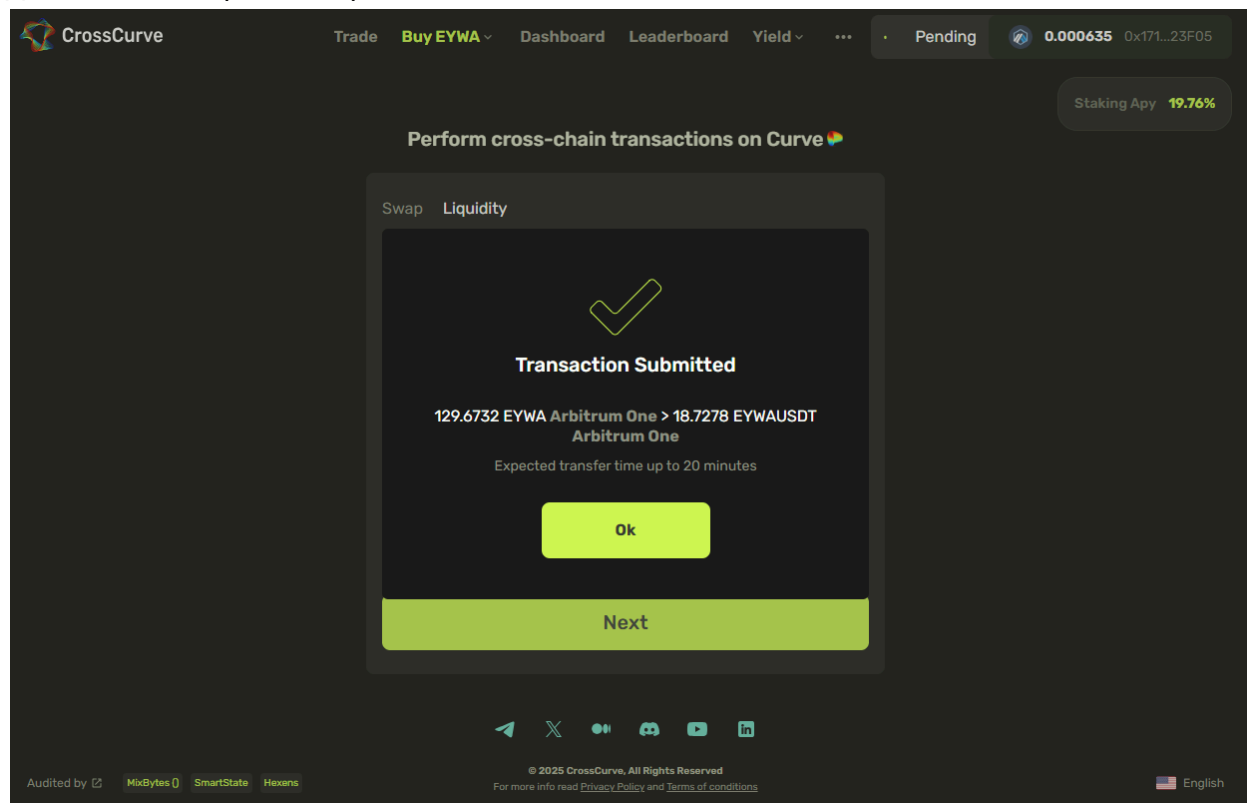 CrossCurve
Trade Buy EYWA Dashboard Leaderboard Yield ••• Pending 0.000635 0x171...23F05
Staking Apy 19.76%
Perform cross-chain transactions on Curve
Swap Liquidity
Transaction Submitted
129.6732 EYWA Arbitrum One > 18.7278 EYWAUSDT
Arbitrum One
Expected transfer time up to 20 minutes
Ok
Next
© 2025 CrossCurve, All Rights Reserved
For more info read Privacy Policy and Terms of conditions
Audited by MixBytes() SmartState Hexens
English